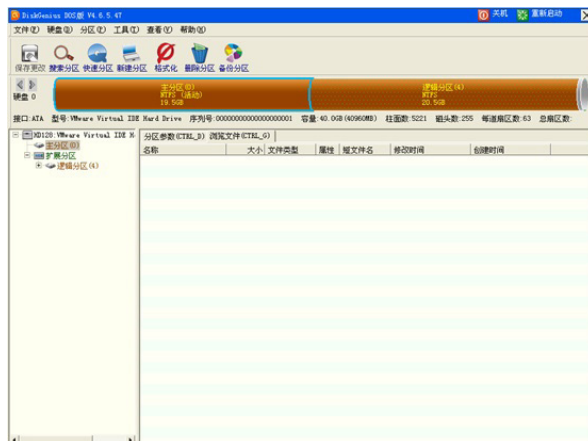 DiskGenius DOS版 V4.6.5.47 关机 重新启动
文件(F) 硬盘(D) 分区(P) 工具(T) 查看(V) 帮助(H)
保存更改 搜索分区 快速分区 新建分区 格式化 删除分区 备份分区
主分区(0) 逻辑分区(4)
NTFS (活动) NTFS
19.5GB 20.5GB
硬盘 0
接口:ATA 型号:VMware Virtual IDE Hard Drive 序列号:00000000000000000001 容量:40.0GB(40960MB) 柱面数:5221 磁头数:255 每道扇区数:63 总扇区数:
HD128:VMware Virtual IDE H 分区参数(CTRL_D) 浏览文件(CTRL_G)
主分区(0) 名称 大小 文件类型 属性 短文件名 修改时间 创建时间
扩展分区
逻辑分区(4)